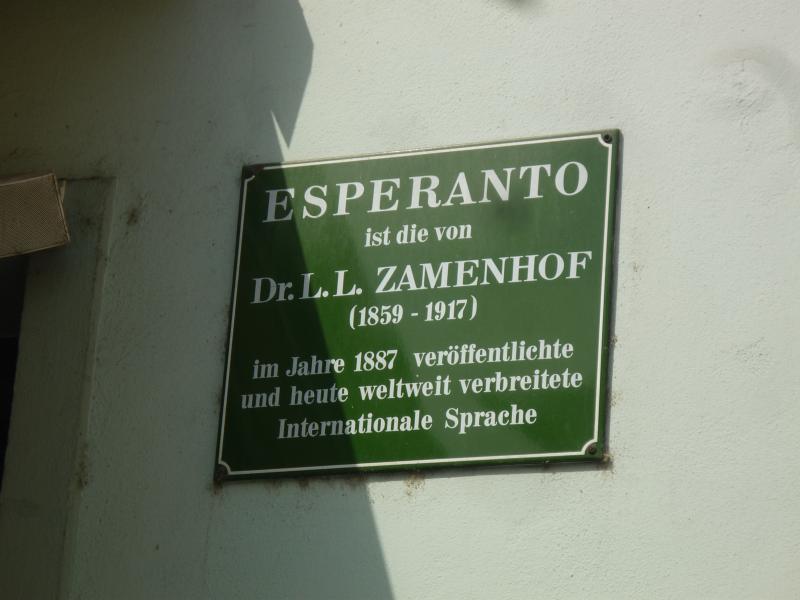 ESPERANTO
ist die von
Dr. L. L. ZAMENHOF
(1859 - 1917)
im Jahre 1887 veröffentlichte
und heute weltweit verbreitete
Internationale Sprache